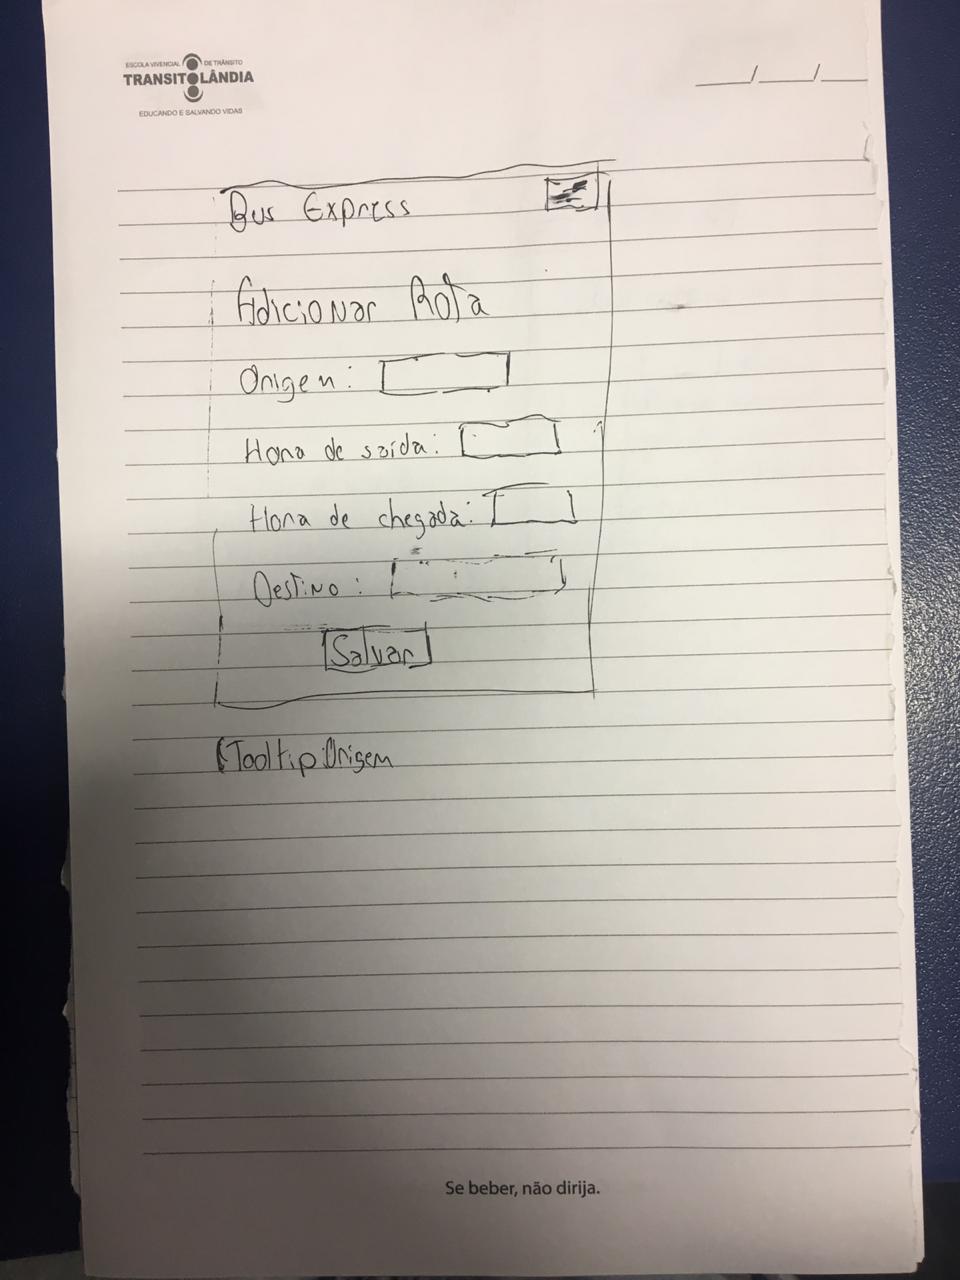 ESCOLA VIVENCIAL DE TRÂNSITO
TRANSITOLÂNDIA
EDUCANDO E SALVANDO VIDAS
___/___/___
Bus Express
Adicionar Rota
Origem:
Hora de saída:
Hora de chegada:
Destino:
Salvar
(Tooltip Origem
Se beber, não dirija.